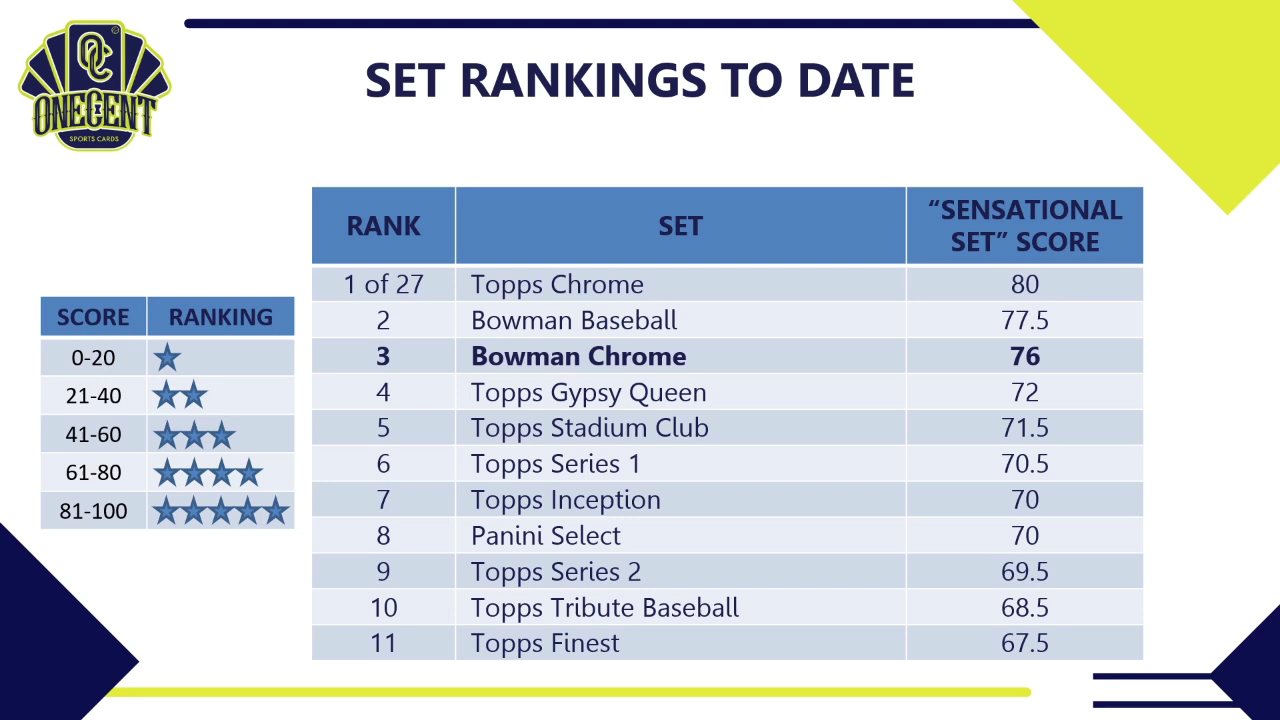 OC
ONECENT
SPORTS CARDS
SET RANKINGS TO DATE
SCORE RANKING
0-20
21-40
41-60
61-80
81-100
RANK SET “SENSATIONAL
SET” SCORE
1 of 27 Topps Chrome 80
2 Bowman Baseball 77.5
3 Bowman Chrome 76
4 Topps Gypsy Queen 72
5 Topps Stadium Club 71.5
6 Topps Series 1 70.5
7 Topps Inception 70
8 Panini Select 70
9 Topps Series 2 69.5
10 Topps Tribute Baseball 68.5
11 Topps Finest 67.5